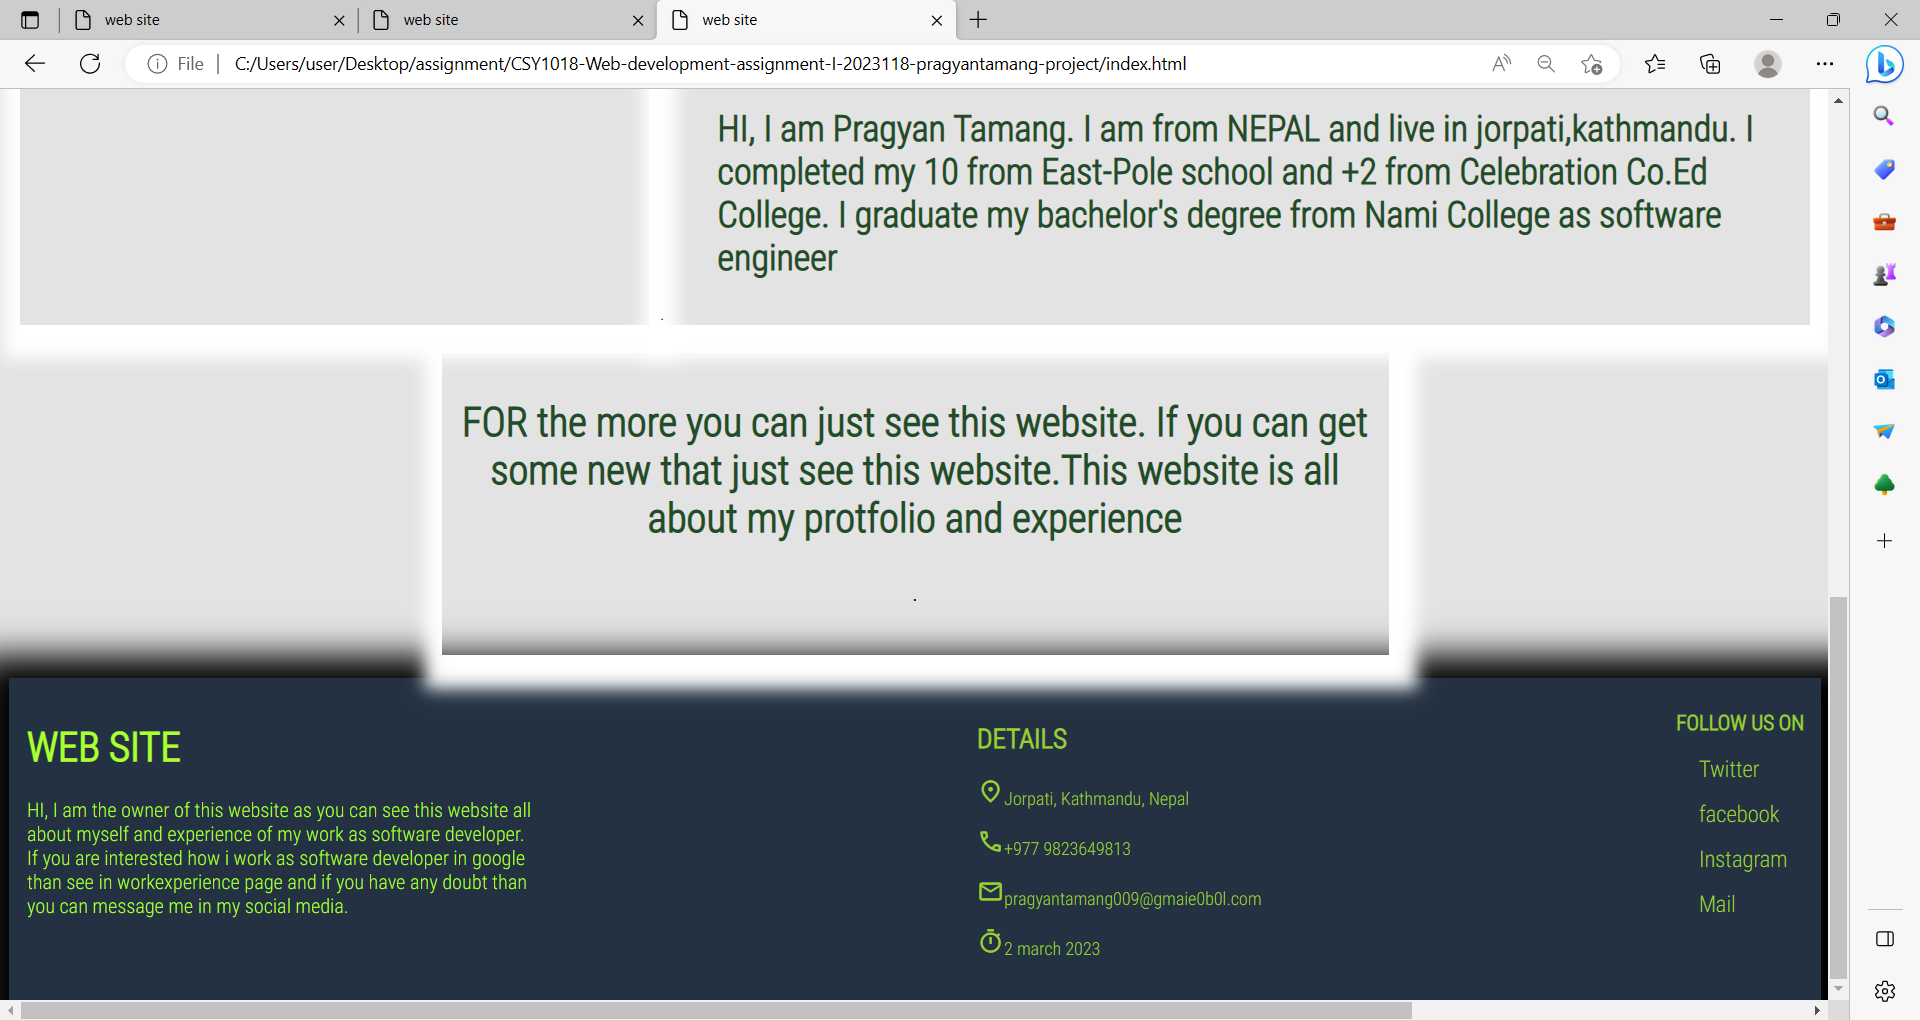 web site
web site
web site
File
C:/Users/user/Desktop/assignment/CSY1018-Web-development-assignment-I-2023118-pragyantamang-project/index.html
HI, I am Pragyan Tamang. I am from NEPAL and live in jorpati,kathmandu. I
completed my 10 from East-Pole school and +2 from Celebration Co.Ed
College. I graduate my bachelor's degree from Nami College as software
engineer
.
FOR the more you can just see this website. If you can get
some new that just see this website.This website is all
about my protfolio and experience
.
WEB SITE
HI, I am the owner of this website as you can see this website all
about myself and experience of my work as software developer.
If you are interested how i work as software developer in google
than see in workexperience page and if you have any doubt than
you can message me in my social media.
DETAILS
Jorpati, Kathmandu, Nepal
+977 9823649813
pragyantamang009@gmaie0b0l.com
2 march 2023
FOLLOW US ON
Twitter
facebook
Instagram
Mail